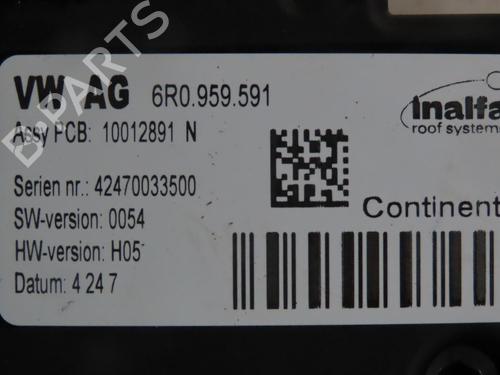 VW AG 6R0.959.591
Assy PCB: 10012891 N
Inalfa
roof system
Serien nr.: 42470033500
SW-version: 0054
Continent
HW-version: H05
Datum: 4 24 7
B-PARTS